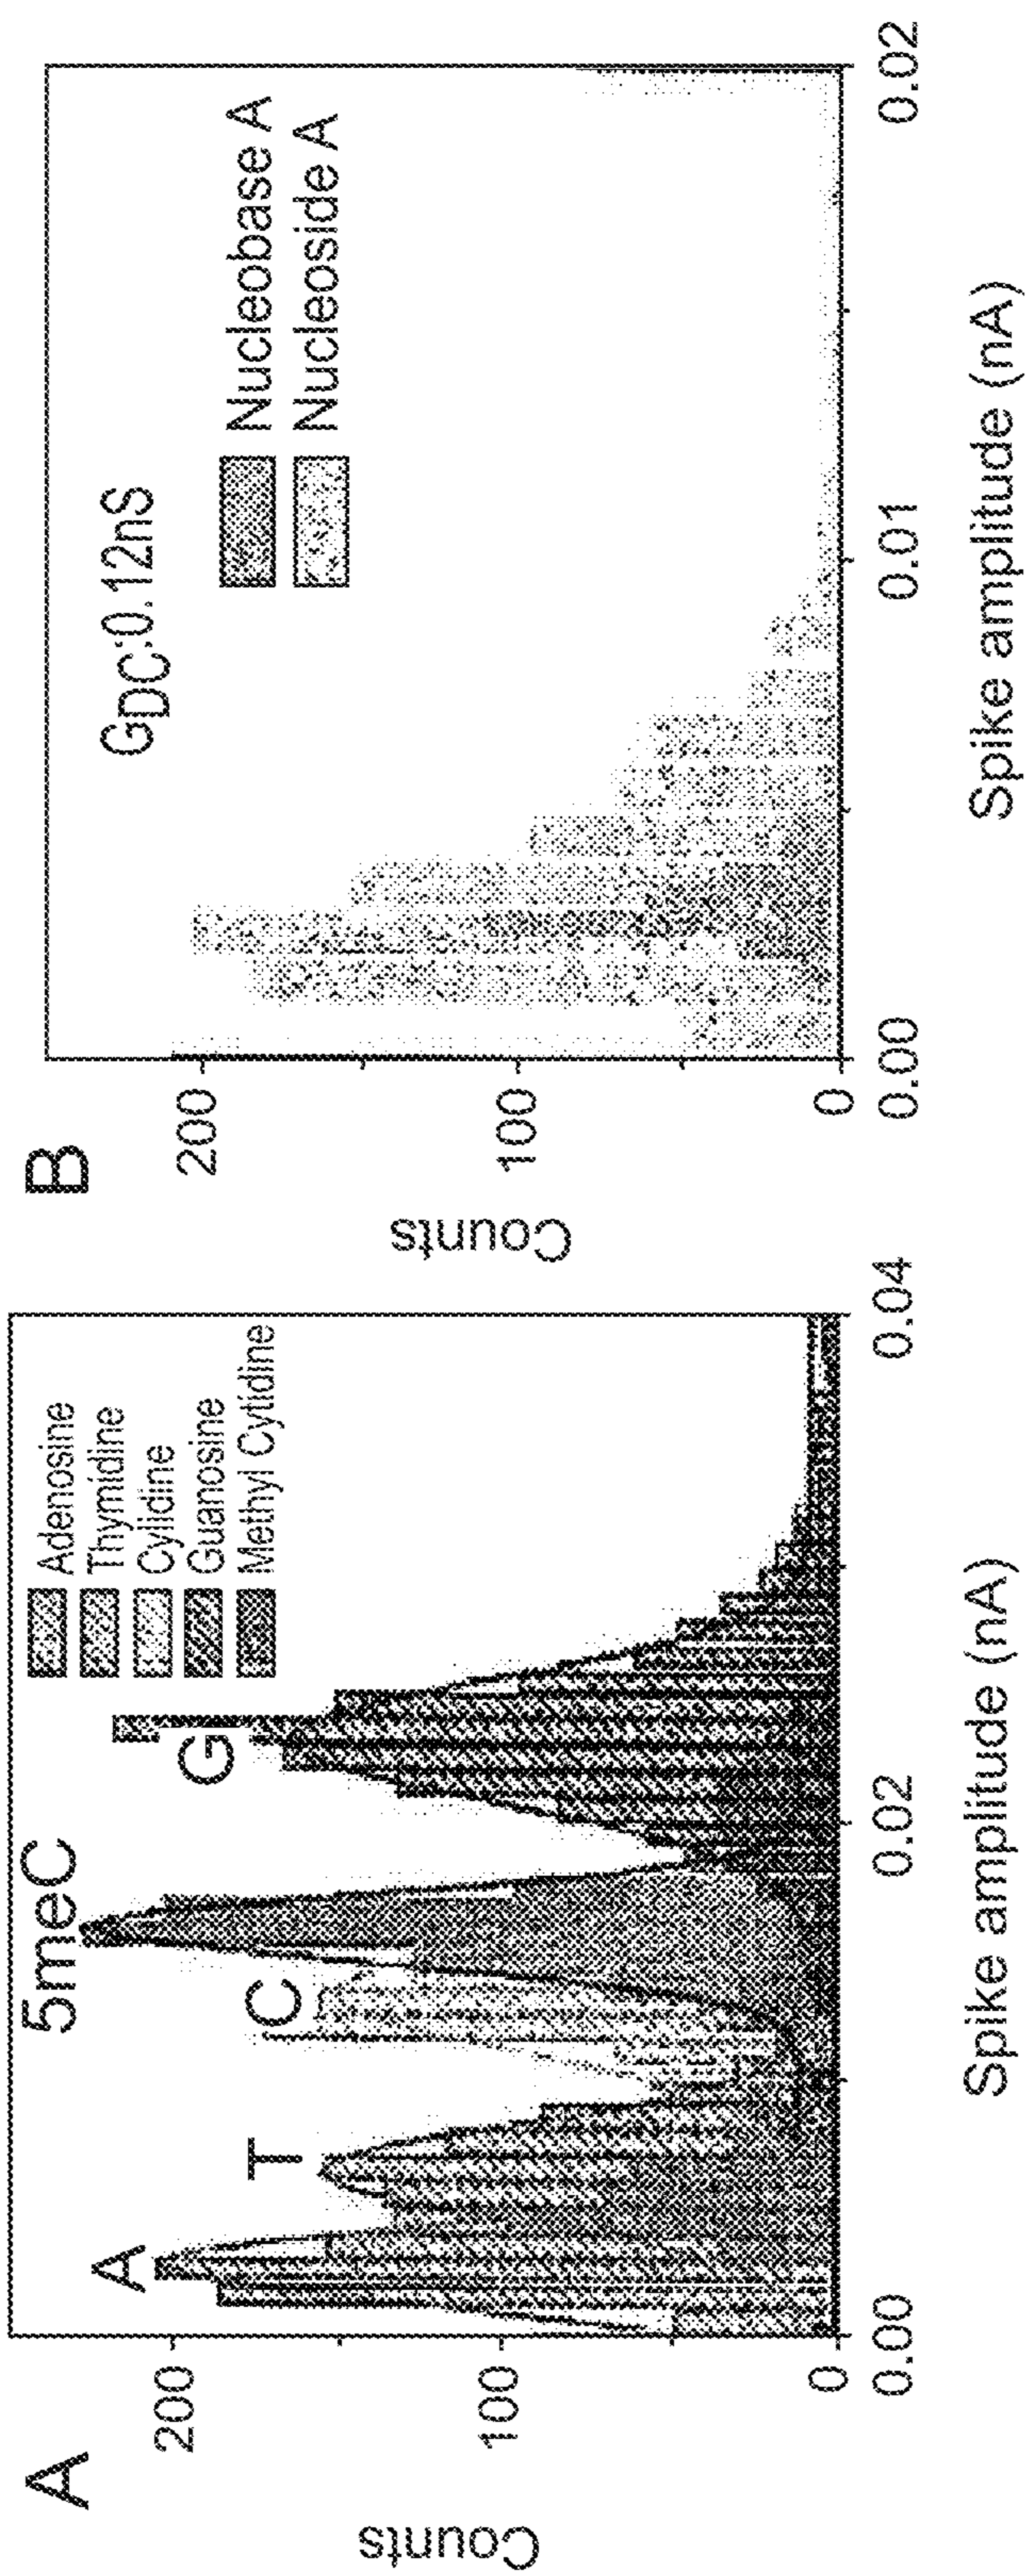 A
Counts
200
100
0
0.00
0.02
0.04
Spike amplitude (nA)
A
T
C
5meC
G
Adenosine
Thymidine
Cylidine
Guanosine
Methyl Cytidine
B
Counts
200
100
0
0.00
0.01
0.02
Spike amplitude (nA)
GDC:0.12nS
Nucleobase A
Nucleoside A